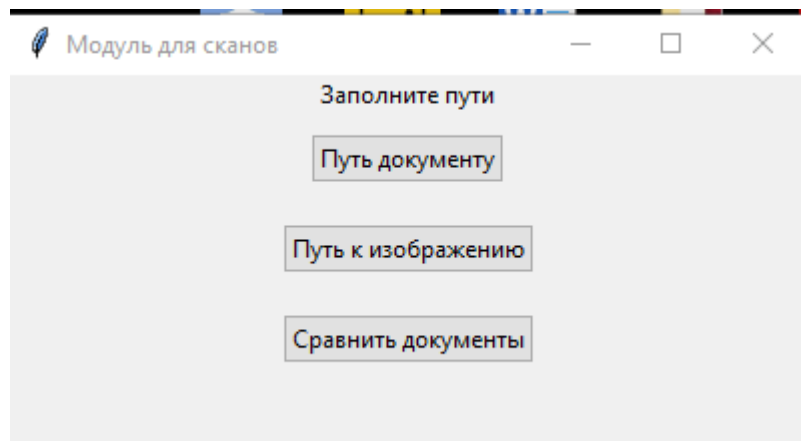 Модуль для сканов
Заполните пути
Путь документу
Путь к изображению
Сравнить документы